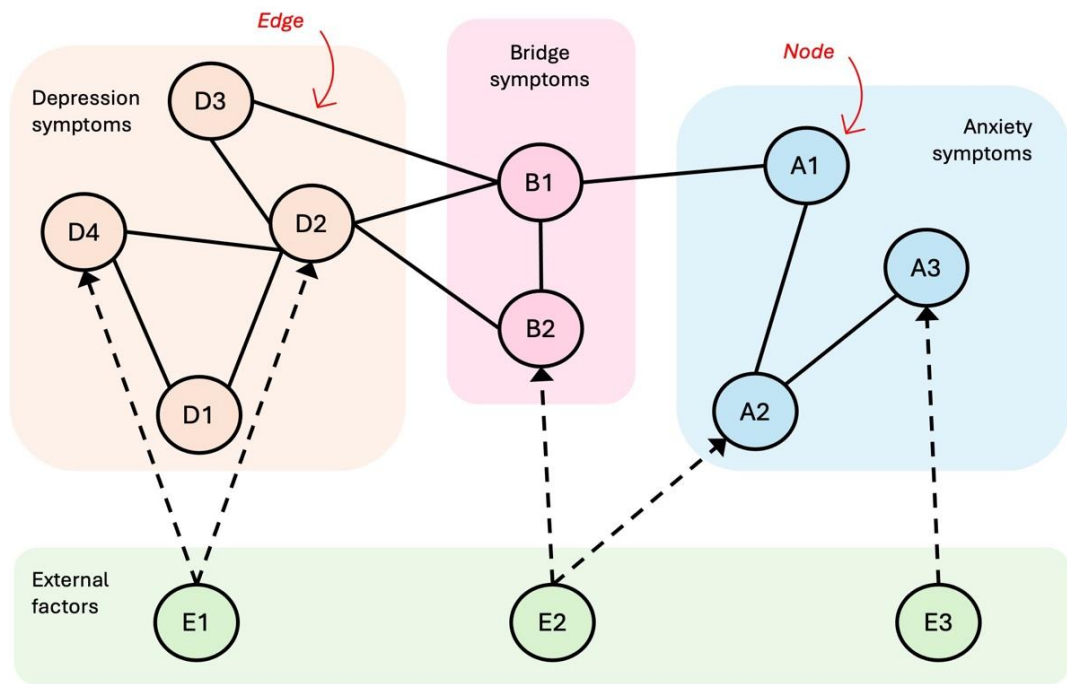 Edge
Depression
symptoms
D3
D4
D2
D1
Bridge
symptoms
B1
B2
Node
Anxiety
symptoms
A1
A3
A2
External
factors
E1
E2
E3